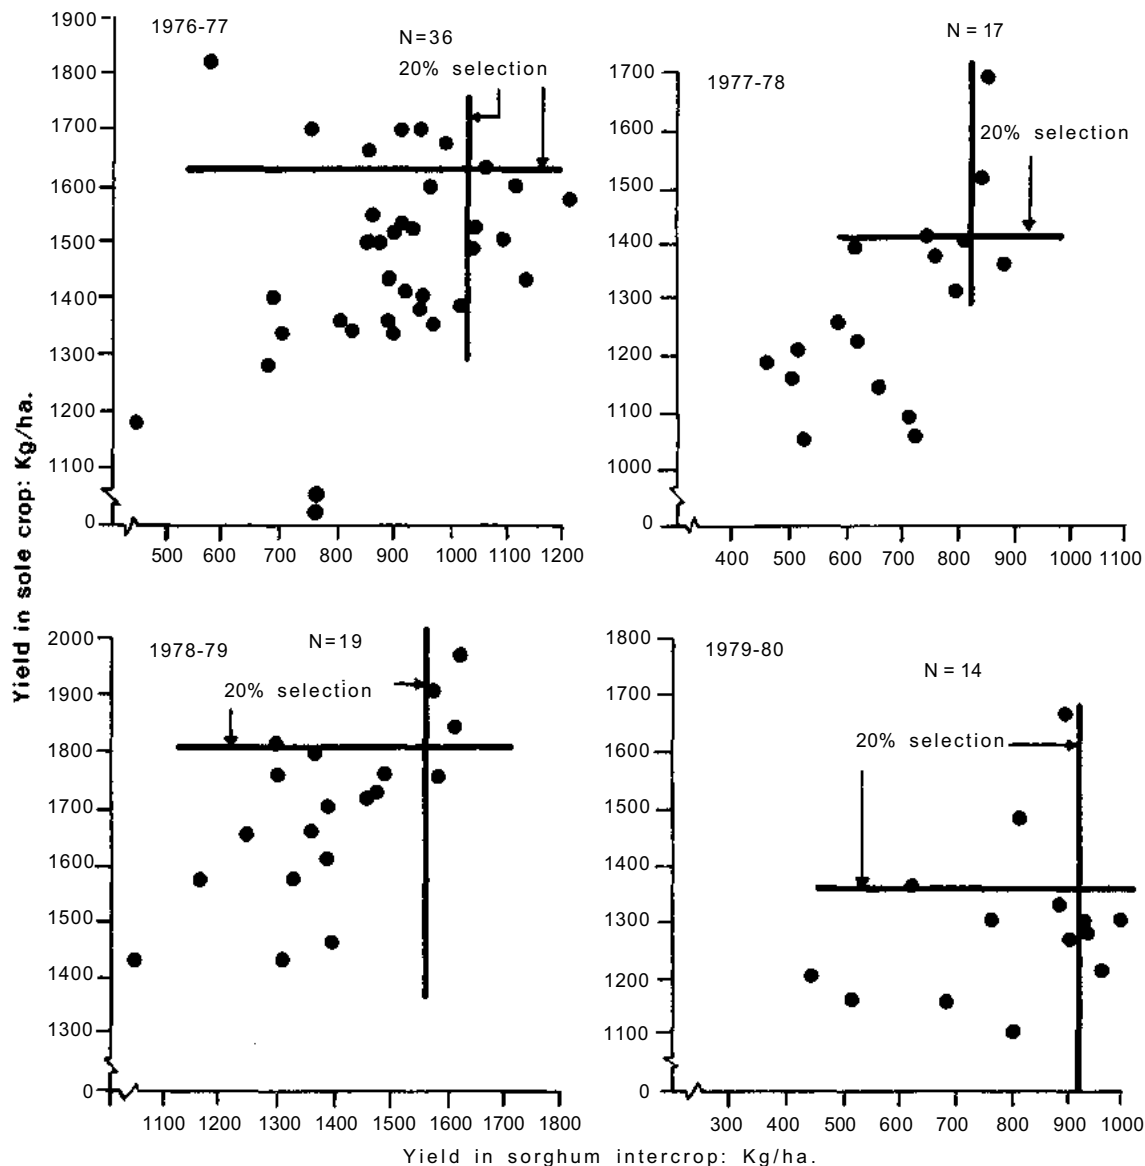 Yield in sole crop: Kg/ha.
1976-77
N=36
20% selection
1900
1800
1700
1600
1500
1400
1300
1200
1100
0
500 600 700 800 900 1000 1100 1200
1977-78
N = 17
20% selection
1700
1600
1500
1400
1300
1200
1100
1000
0
400 500 600 700 800 900 1000 1100
1978-79
N=19
20% selection
2000
1900
1800
1700
1600
1500
1400
1300
0
1100 1200 1300 1400 1500 1600 1700 1800
1979-80
N = 14
20% selection
1800
1700
1600
1500
1400
1300
1200
1100
0
300 400 500 600 700 800 900 1000
Yield in sorghum intercrop: Kg/ha.